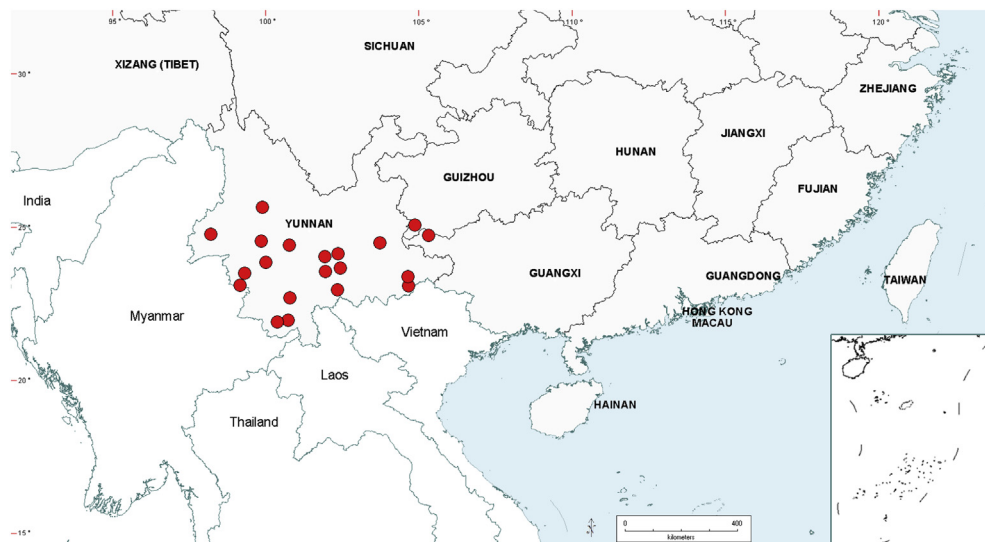 95°
100°
105°
110°
115°
120°
SICHUAN
XIZANG (TIBET)
30°
ZHEJIANG
JIANGXI
HUNAN
GUIZHOU
FUJIAN
India
YUNNAN
25°
GUANGXI
GUANGDONG
TAIWAN
HONG KONG
MACAU
Myanmar
Vietnam
Laos
20°
HAINAN
Thailand
0
400
kilometers
15°